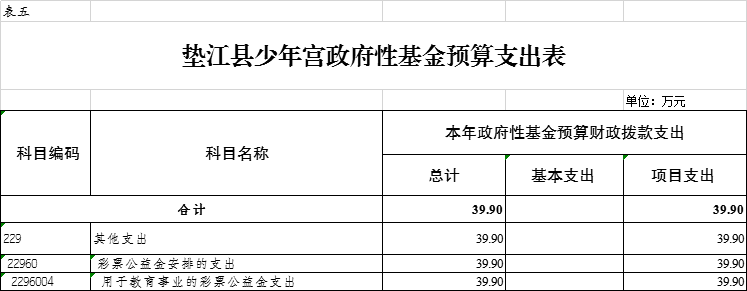 表五
垫江县少年宫政府性基金预算支出表
单位：万元
科目编码 科目名称 本年政府性基金预算财政拨款支出
总计 基本支出 项目支出
合计 39.90 39.90
229 其他支出 39.90 39.90
22960 彩票公益金安排的支出 39.90 39.90
2296004 用于教育事业的彩票公益金支出 39.90 39.90